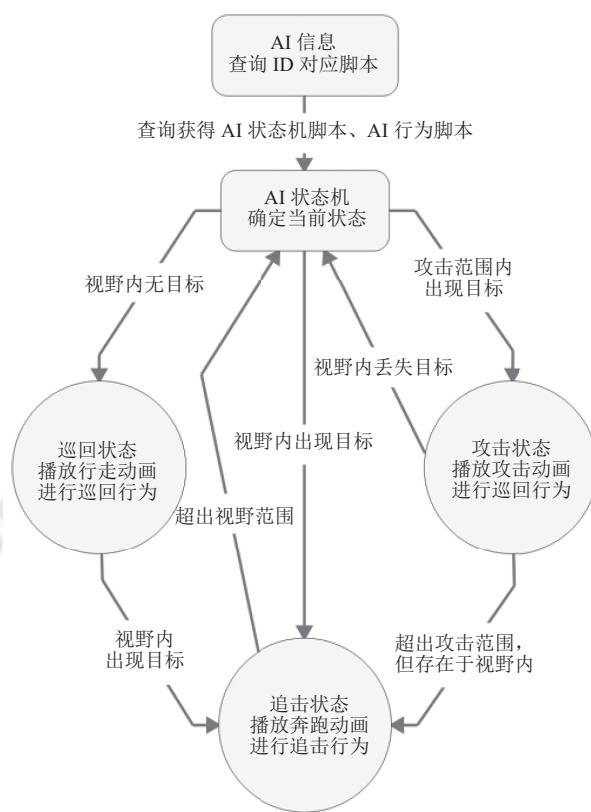 AI 信息
查询 ID 对应脚本
查询获得 AI 状态机脚本、AI 行为脚本
AI 状态机
确定当前状态
视野内无目标
攻击范围内
出现目标
视野内丢失目标
视野内出现目标
巡回状态
播放行走动画
进行巡回行为
攻击状态
播放攻击动画
进行巡回行为
超出视野范围
视野内
出现目标
超出攻击范围，
但存在于视野内
追击状态
播放奔跑动画
进行追击行为